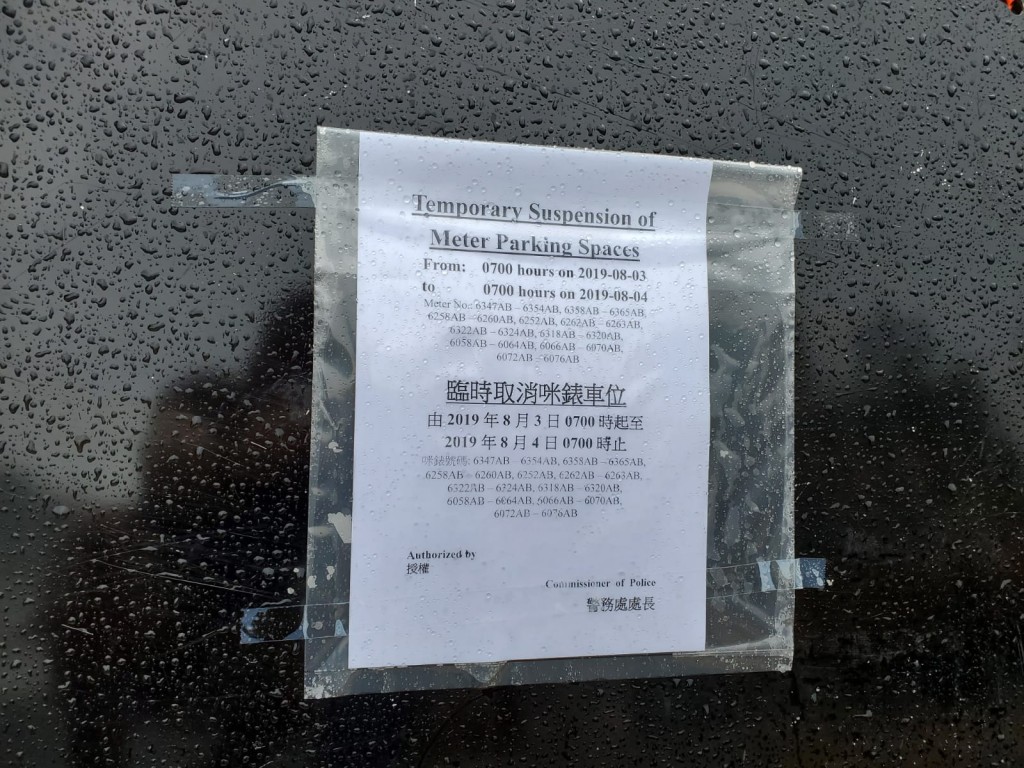 Temporary Suspension of
Meter Parking Spaces
From: 0700 hours on 2019-08-03
to 0700 hours on 2019-08-04
Meter No.: 6347AB – 6354AB, 6358AB – 6365AB,
6258AB – 6260AB, 6252AB, 6262AB – 6263AB,
6322AB – 6324AB, 6318AB – 6320AB,
6058AB – 6064AB, 6066AB – 6070AB,
6072AB – 6076AB
臨時取消咪錶車位
由 2019 年 8 月 3 日 0700 時起至
2019 年 8 月 4 日 0700 時止
咪錶號碼: 6347AB – 6354AB, 6358AB – 6365AB,
6258AB – 6260AB, 6252AB, 6262AB – 6263AB,
6322AB – 6324AB, 6318AB – 6320AB,
6058AB – 6064AB, 6066AB – 6070AB,
6072AB – 6076AB
Authorized by
授權
Commissioner of Police
警務處處長